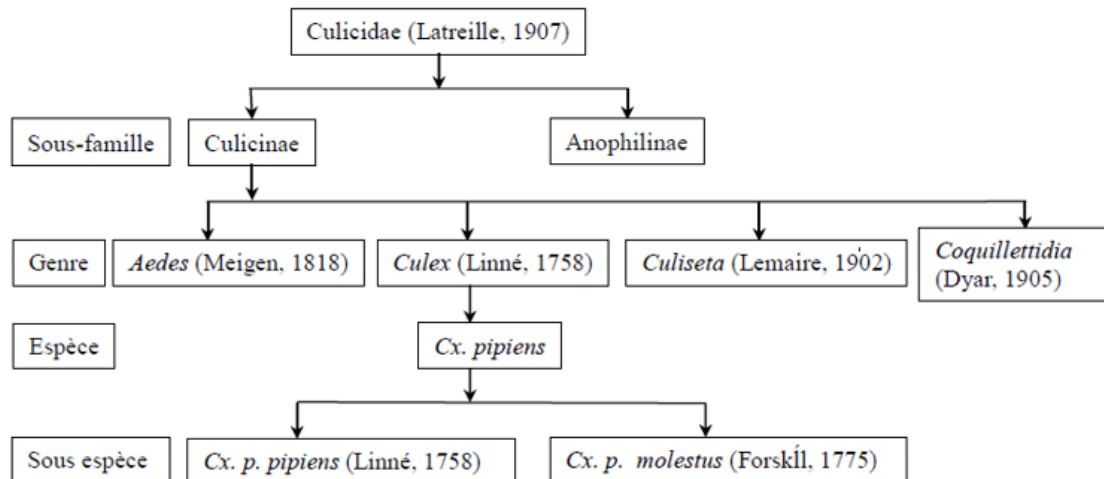 Culicidae (Latreille, 1907)
Sous-famille
Culicinae
Anophilinae
Genre
Aedes (Meigen, 1818)
Culex (Linné, 1758)
Culiseta (Lemaire, 1902)
Coquillettidia
(Dyar, 1905)
Espèce
Cx. pipiens
Sous espèce
Cx. p. pipiens (Linné, 1758)
Cx. p. molestus (ForskÍl, 1775)